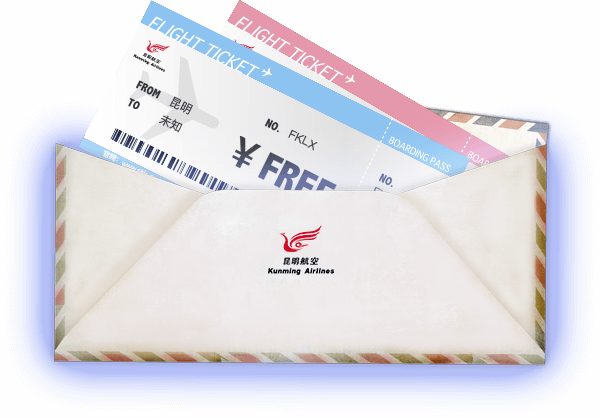 FLIGHT TICKET
FLIGHT TICKET
昆明航空
Kunming Airlines
FROM 昆明
TO 未知
NO. FKLX
¥ FREE
BOARDING PASS
NO.
昆明航空
Kunming Airlines